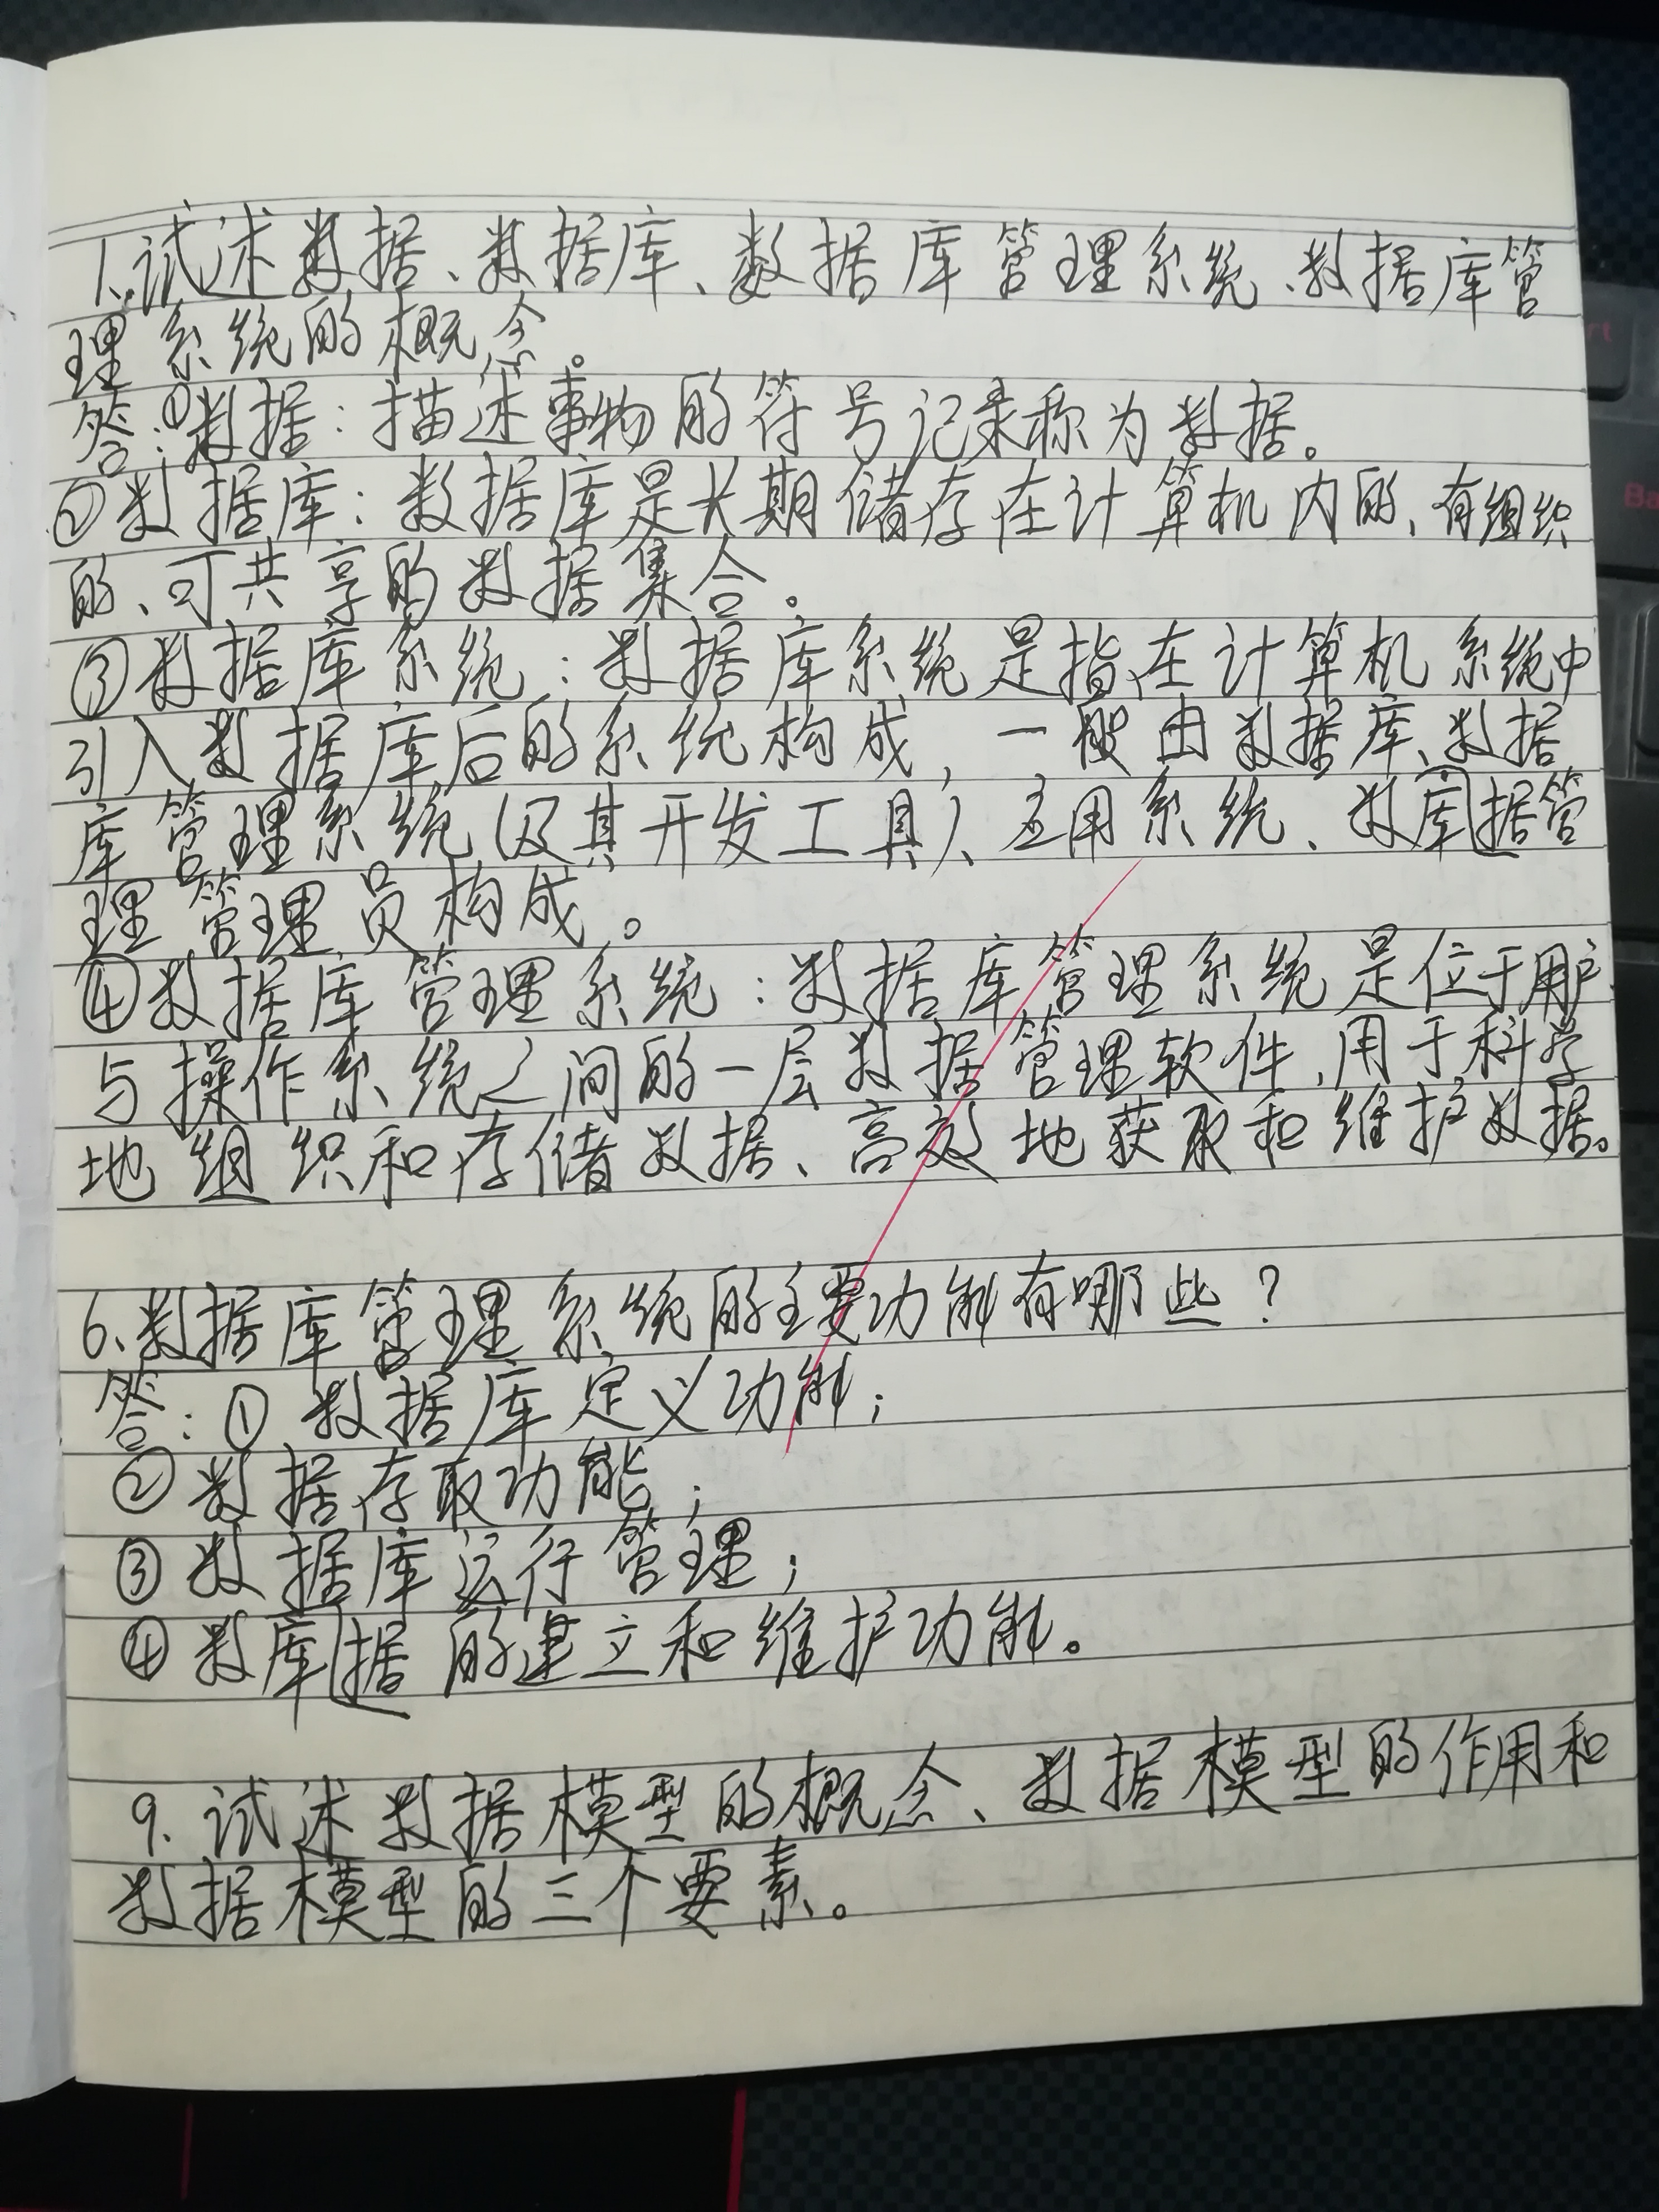 1.试述数据、数据库、数据库管理系统、数据库管
理系统的概念。
答:①数据:描述事物的符号记录称为数据。
②数据库:数据库是长期储存在计算机内的、有组织
的、可共享的数据集合。
③数据库系统:数据库系统是指在计算机系统中
引入数据库后的系统构成,一般由数据库、数据
库管理系统(及其开发工具)、应用系统、数库据管
理管理员构成。
④数据库管理系统:数据库管理系统是位于用户
与操作系统之间的一层数据管理软件,用于科学
地组织和存储数据、高效地获取和维护数据。
6.数据库管理系统的主要功能有哪些?
答:①数据库定义功能;
②数据存取功能;
③数据库运行管理;
④数库据的建立和维护功能。
9.试述数据模型的概念、数据模型的作用和
数据模型的三个要素。